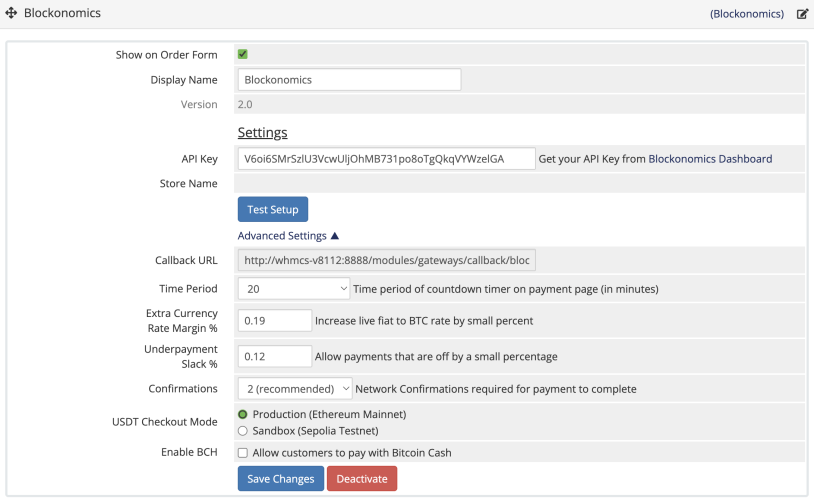 Blockonomics
(Blockonomics)
Show on Order Form
Display Name
Blockonomics
Version
2.0
Settings
API Key
V6oi6SMrSzlU3VcwUljOhMB731po8oTgQkqVYWzelGA
Get your API Key from Blockonomics Dashboard
Store Name
Test Setup
Advanced Settings ▲
Callback URL
http://whmcs-v8112:8888/modules/gateways/callback/bloc
Time Period
20
Time period of countdown timer on payment page (in minutes)
Extra Currency
Rate Margin %
0.19
Increase live fiat to BTC rate by small percent
Underpayment
Slack %
0.12
Allow payments that are off by a small percentage
Confirmations
2 (recommended)
Network Confirmations required for payment to complete
USDT Checkout Mode
Production (Ethereum Mainnet)
Sandbox (Sepolia Testnet)
Enable BCH
Allow customers to pay with Bitcoin Cash
Save Changes
Deactivate